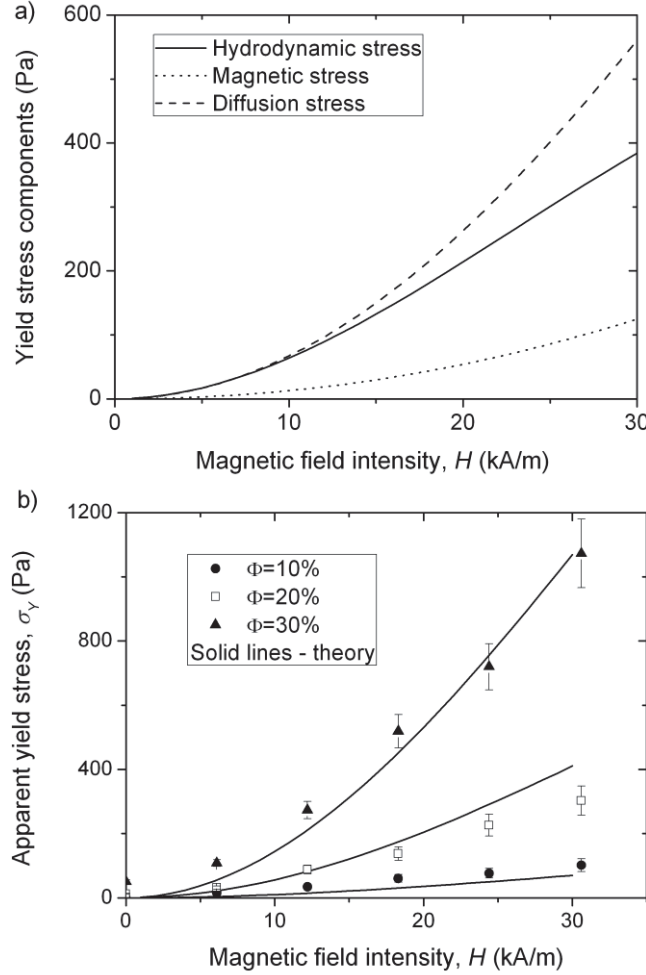 a)
600
400
200
0
Yield stress components (Pa)
Hydrodynamic stress
Magnetic stress
Diffusion stress
0 10 20 30
Magnetic field intensity, H (kA/m)
b)
1200
800
400
0
Apparent yield stress, σY (Pa)
Φ=10%
Φ=20%
Φ=30%
Solid lines - theory
0 10 20 30
Magnetic field intensity, H (kA/m)